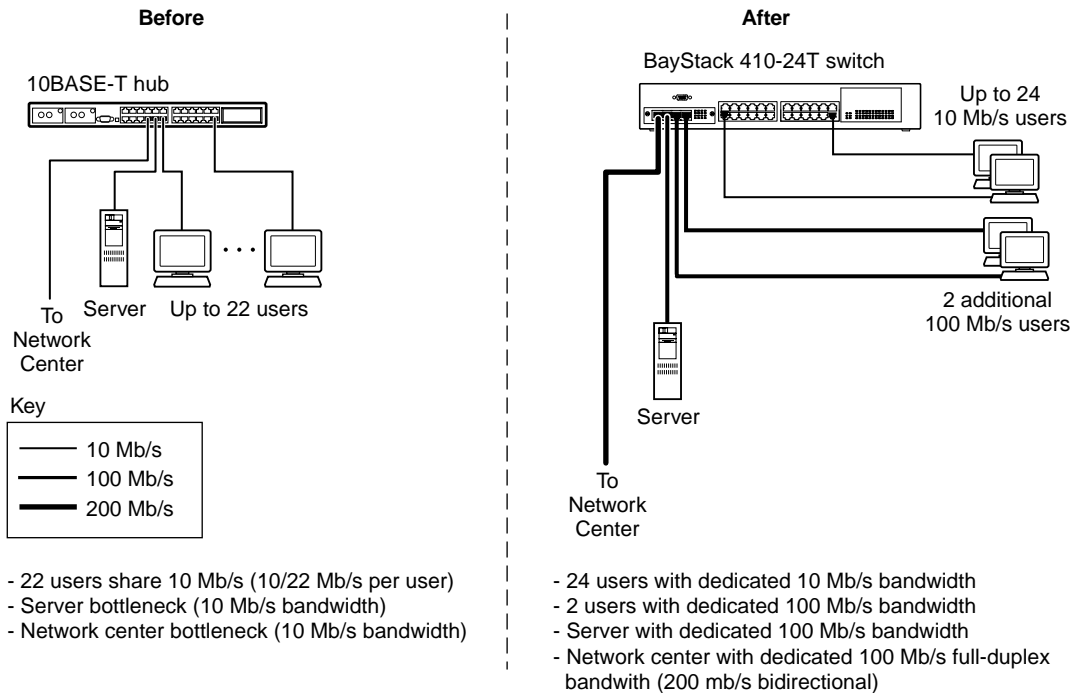 Before
10BASE-T hub
Server
Up to 22 users
To
Network
Center
Key
10 Mb/s
100 Mb/s
200 Mb/s
- 22 users share 10 Mb/s (10/22 Mb/s per user)
- Server bottleneck (10 Mb/s bandwidth)
- Network center bottleneck (10 Mb/s bandwidth)
After
BayStack 410-24T switch
Up to 24
10 Mb/s users
2 additional
100 Mb/s users
Server
To
Network
Center
- 24 users with dedicated 10 Mb/s bandwidth
- 2 users with dedicated 100 Mb/s bandwidth
- Server with dedicated 100 Mb/s bandwidth
- Network center with dedicated 100 Mb/s full-duplex
bandwith (200 mb/s bidirectional)